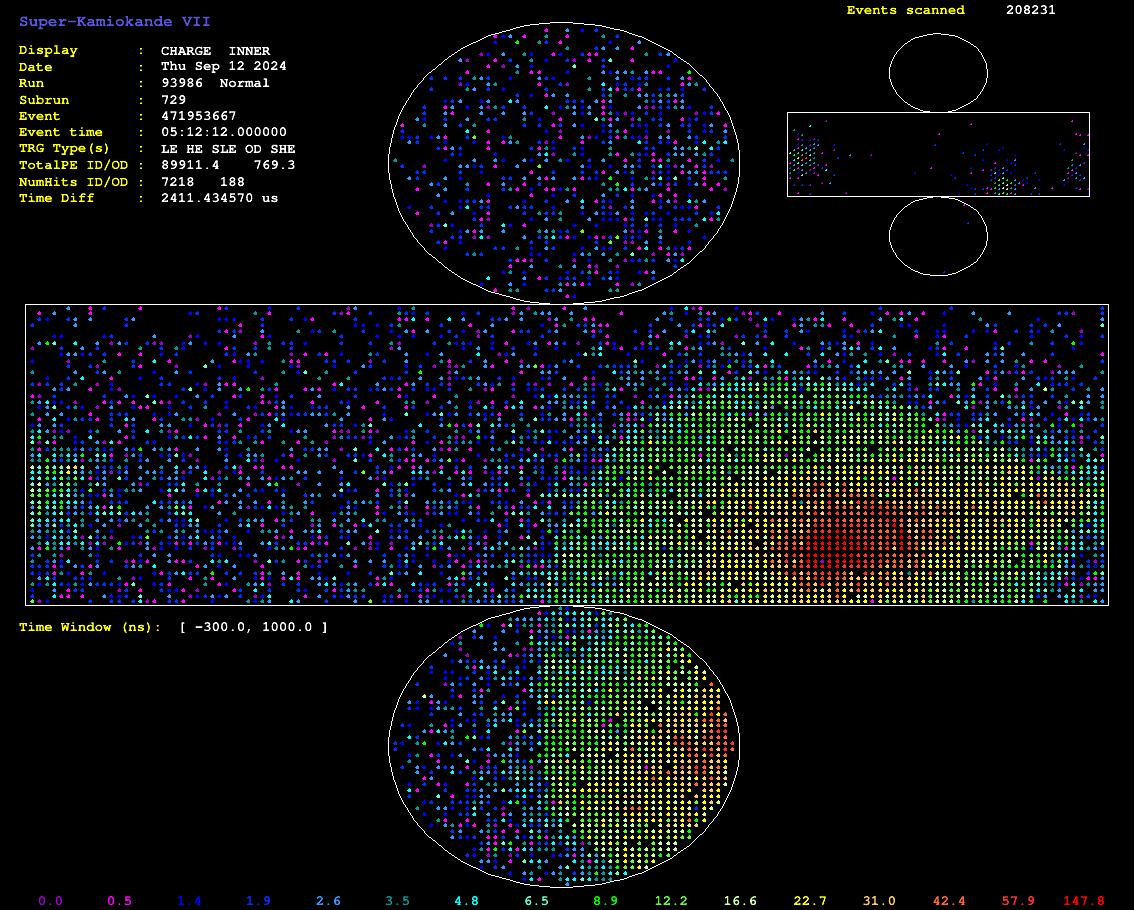 Super-Kamiokande VII
Events scanned 208231
Display : CHARGE INNER
Date : Thu Sep 12 2024
Run : 93986 Normal
Subrun : 729
Event : 471953667
Event time : 05:12:12.000000
TRG Type(s) : LE HE SLE OD SHE
TotalPE ID/OD : 89911.4 769.3
NumHits ID/OD : 7218 188
Time Diff : 2411.434570 us
Time Window (ns): [ -300.0, 1000.0 ]
0.0 0.5 1.4 1.9 2.6 3.5 4.8 6.5 8.9 12.2 16.6 22.7 31.0 42.4 57.9 147.8